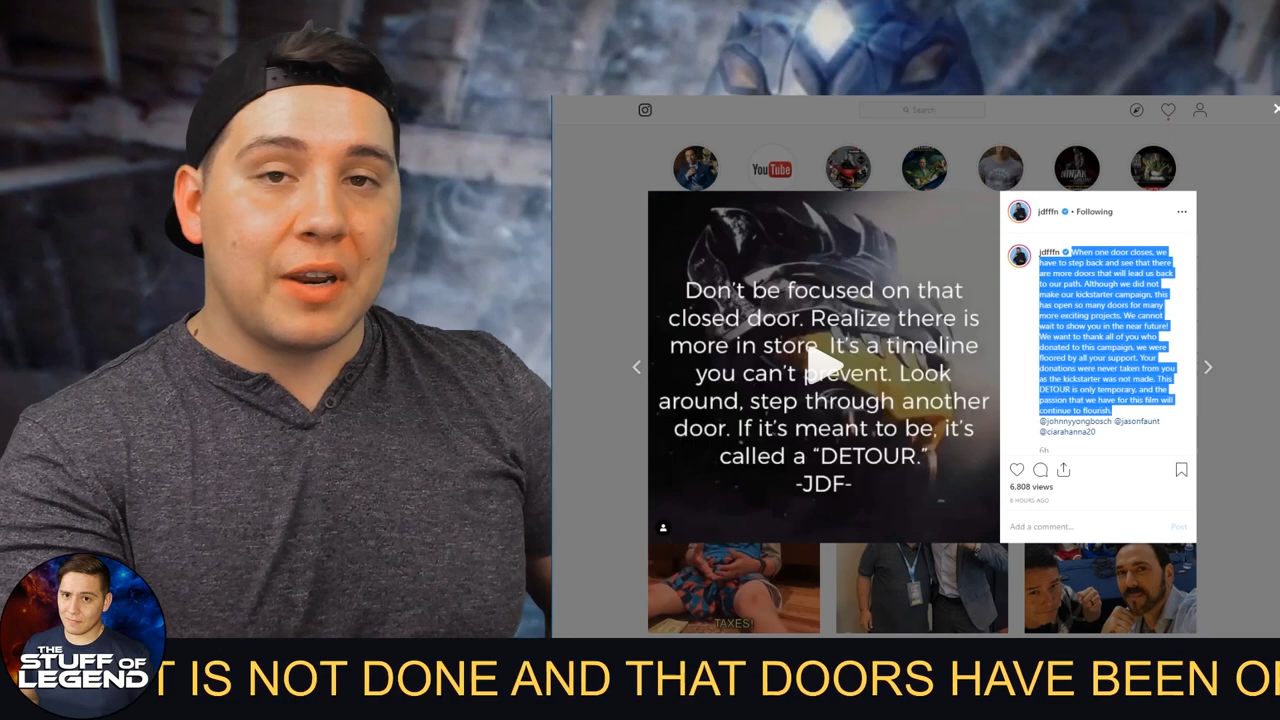 Search
YouTube
jdfffn • Following
Don't be focused on that
closed door. Realize there is
more in store. It's a timeline
you can't prevent. Look
around, step through another
door. If it's meant to be, it's
called a “DETOUR.”
-JDF-
jdfffn When one door closes, we
have to step back and see that there
are more doors that will lead us back
to our path. Although we did not
make our kickstarter campaign, this
has open so many doors for many
more exciting projects. We cannot
wait to show you in the near future!
We want to thank all of you who
donated to this campaign, we were
floored by all your support. Your
donations were never taken from you
as the kickstarter was not made. This
DETOUR is only temporary, and the
passion that we have for this film will
continue to flourish.
@johnnyyongbosch @jasonfaunt
@ciarahanna20
6h
6,808 views
6 HOURS AGO
Add a comment...
Post
TAXES!
THE
STUFF OF
LEGEND
T IS NOT DONE AND THAT DOORS HAVE BEEN O